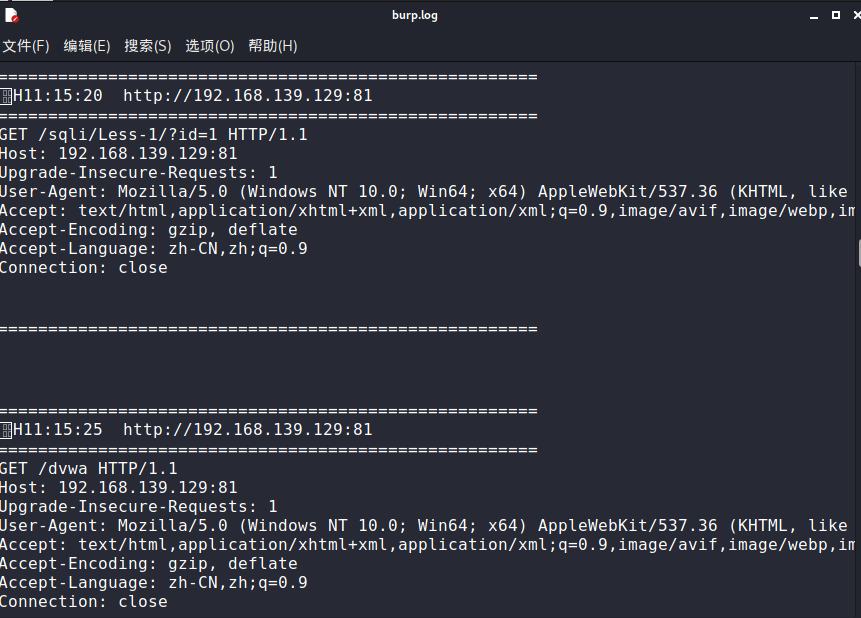 burp.log
文件(F) 编辑(E) 搜索(S) 选项(O) 帮助(H)
======================================================
H11:15:20  http://192.168.139.129:81
======================================================
GET /sqli/Less-1/?id=1 HTTP/1.1
Host: 192.168.139.129:81
Upgrade-Insecure-Requests: 1
User-Agent: Mozilla/5.0 (Windows NT 10.0; Win64; x64) AppleWebKit/537.36 (KHTML, like
Accept: text/html,application/xhtml+xml,application/xml;q=0.9,image/avif,image/webp,im
Accept-Encoding: gzip, deflate
Accept-Language: zh-CN,zh;q=0.9
Connection: close
======================================================
======================================================
H11:15:25  http://192.168.139.129:81
======================================================
GET /dvwa HTTP/1.1
Host: 192.168.139.129:81
Upgrade-Insecure-Requests: 1
User-Agent: Mozilla/5.0 (Windows NT 10.0; Win64; x64) AppleWebKit/537.36 (KHTML, like
Accept: text/html,application/xhtml+xml,application/xml;q=0.9,image/avif,image/webp,im
Accept-Encoding: gzip, deflate
Accept-Language: zh-CN,zh;q=0.9
Connection: close